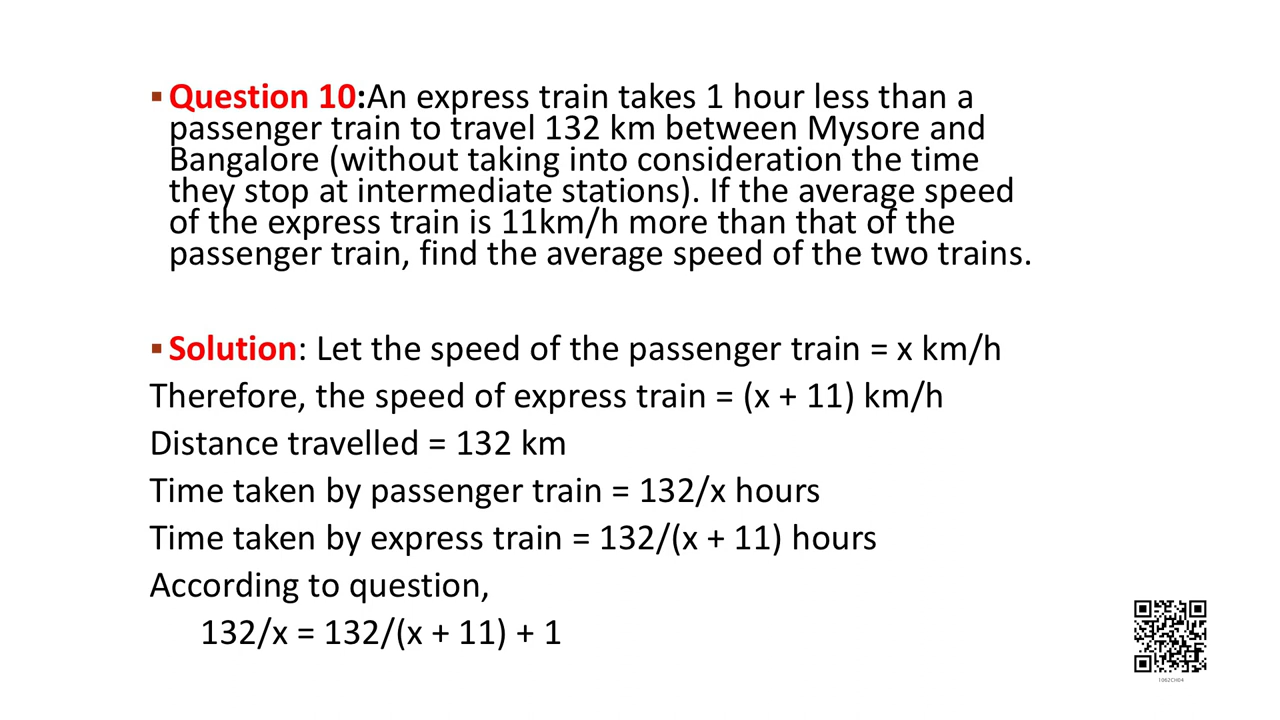 ▪ Question 10:An express train takes 1 hour less than a
passenger train to travel 132 km between Mysore and
Bangalore (without taking into consideration the time
they stop at intermediate stations). If the average speed
of the express train is 11km/h more than that of the
passenger train, find the average speed of the two trains.
▪ Solution: Let the speed of the passenger train = x km/h
Therefore, the speed of express train = (x + 11) km/h
Distance travelled = 132 km
Time taken by passenger train = 132/x hours
Time taken by express train = 132/(x + 11) hours
According to question,
132/x = 132/(x + 11) + 1
1062CH04